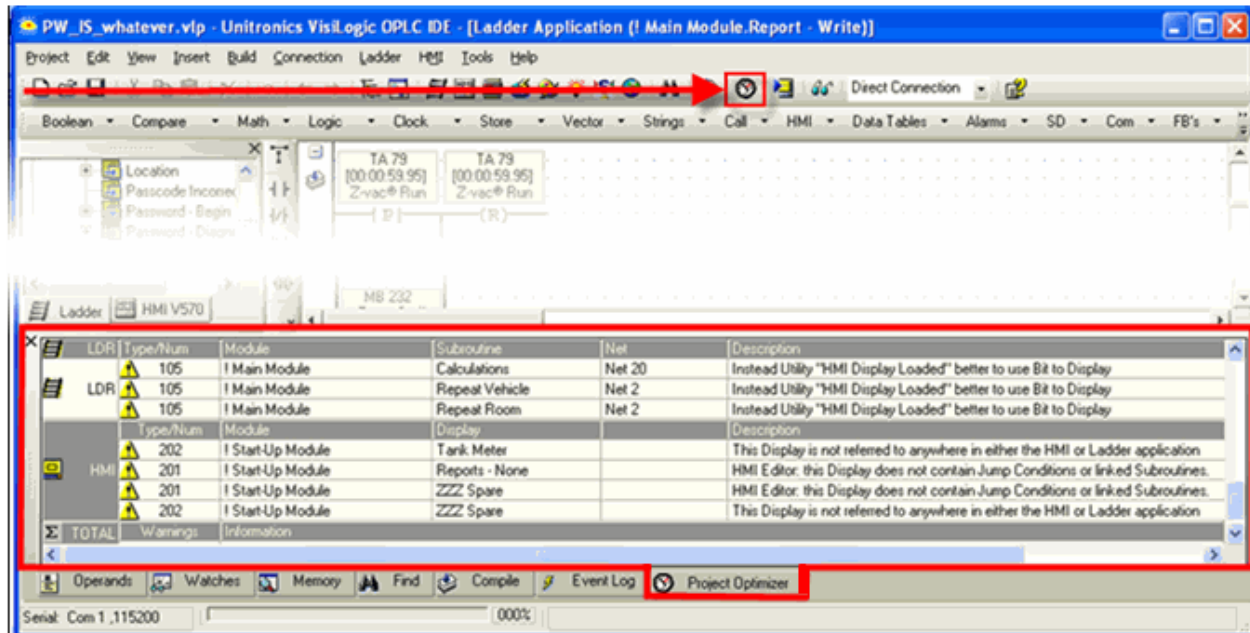 PW_IS_whatever.vlp - Unitronics VisiLogic OPLC IDE - [Ladder Application (! Main Module.Report - Write)]
Project Edit View Insert Build Connection Ladder HMI Tools Help
Direct Connection
Boolean Compare Math Logic Clock Store Vector Strings Call HMI Data Tables Alarms SD Com FB's
Location
Passcode Incorrec
Password - Begin
Password - Diagn
TA 79 TA 79
[00:00:59.95] [00:00:59.95]
Z-vac® Run Z-vac® Run
( P ) ( R )
MB 232
Ladder HMI V570
LDR Type/Num Module Subroutine Net Description
105 ! Main Module Calculations Net 20 Instead Utility "HMI Display Loaded" better to use Bit to Display
LDR 105 ! Main Module Repeat Vehicle Net 2 Instead Utility "HMI Display Loaded" better to use Bit to Display
105 ! Main Module Repeat Room Net 2 Instead Utility "HMI Display Loaded" better to use Bit to Display
Type/Num Module Display Description
202 ! Start-Up Module Tank Meter This Display is not referred to anywhere in either the HMI or Ladder application
HMI 201 ! Start-Up Module Reports - None HMI Editor: this Display does not contain Jump Conditions or linked Subroutines.
201 ! Start-Up Module ZZZ Spare HMI Editor: this Display does not contain Jump Conditions or linked Subroutines.
202 ! Start-Up Module ZZZ Spare This Display is not referred to anywhere in either the HMI or Ladder application
Σ TOTAL Warnings Information
Operands Watches Memory Find Compile Event Log Project Optimizer
Serial: Com 1 ,115200 000%